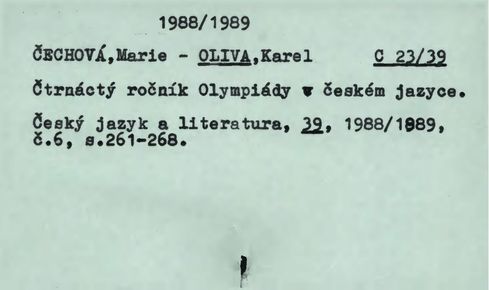 1988/1989
ČECHOVÁ,Marie - OLIVA,Karel C 23/39
Čtrnáctý ročník Olympiády v českém jazyce.
Český jazyk a literatura, 39, 1988/1989,
č.6, s.261-268.